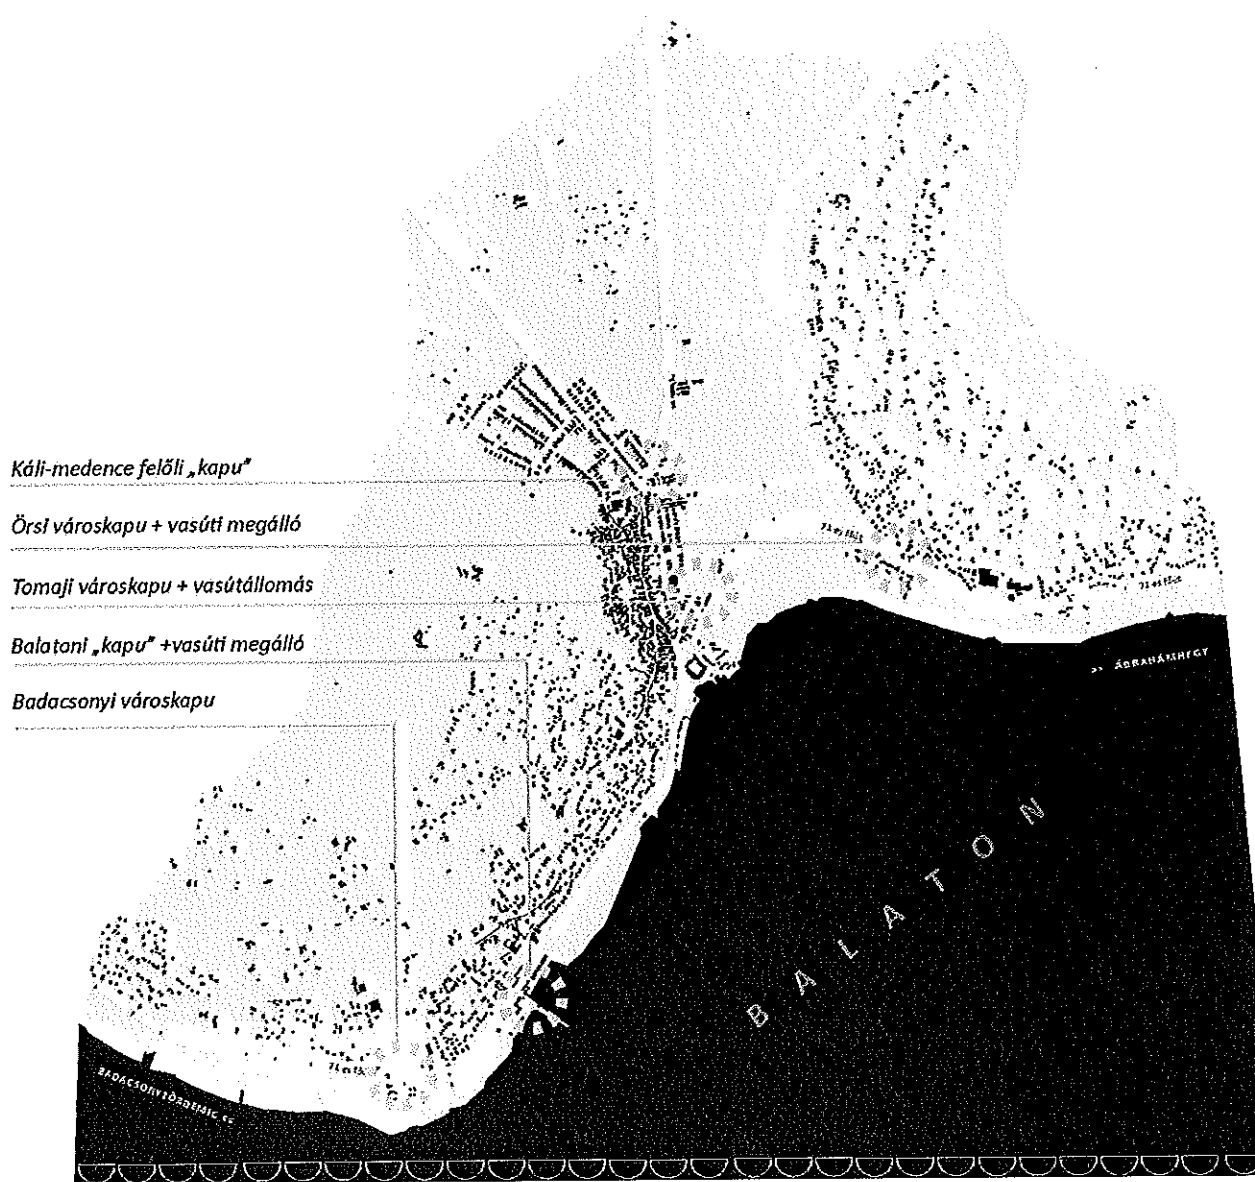 Káli-medence felőli „kapu"
Örsi városkapu + vasúti megálló
Tomaji városkapu + vasútállomás
Balatoni „kapu" +vasúti megálló
Badacsonyi városkapu
ÁBRAHÁMHEGY
BALATON